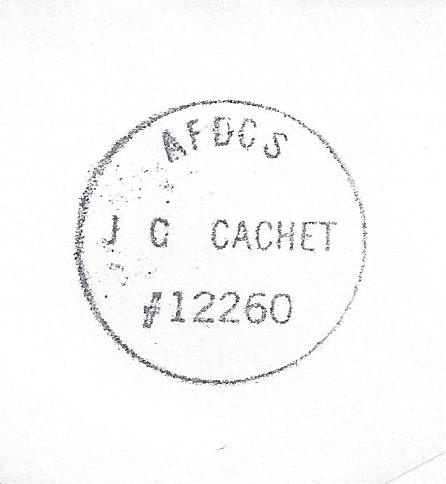 AFDCS
J G CACHET
#12260